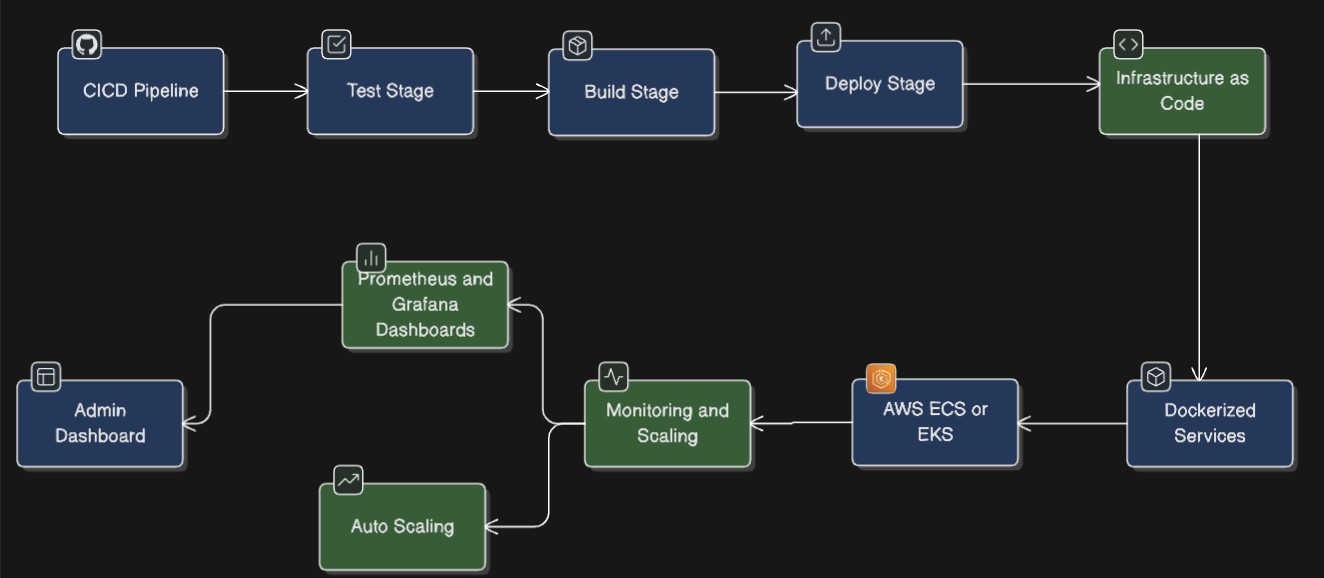 CICD Pipeline
Test Stage
Build Stage
Deploy Stage
Infrastructure as
Code
Prometheus and
Grafana
Dashboards
Admin
Dashboard
Monitoring and
Scaling
AWS ECS or
EKS
Dockerized
Services
Auto Scaling